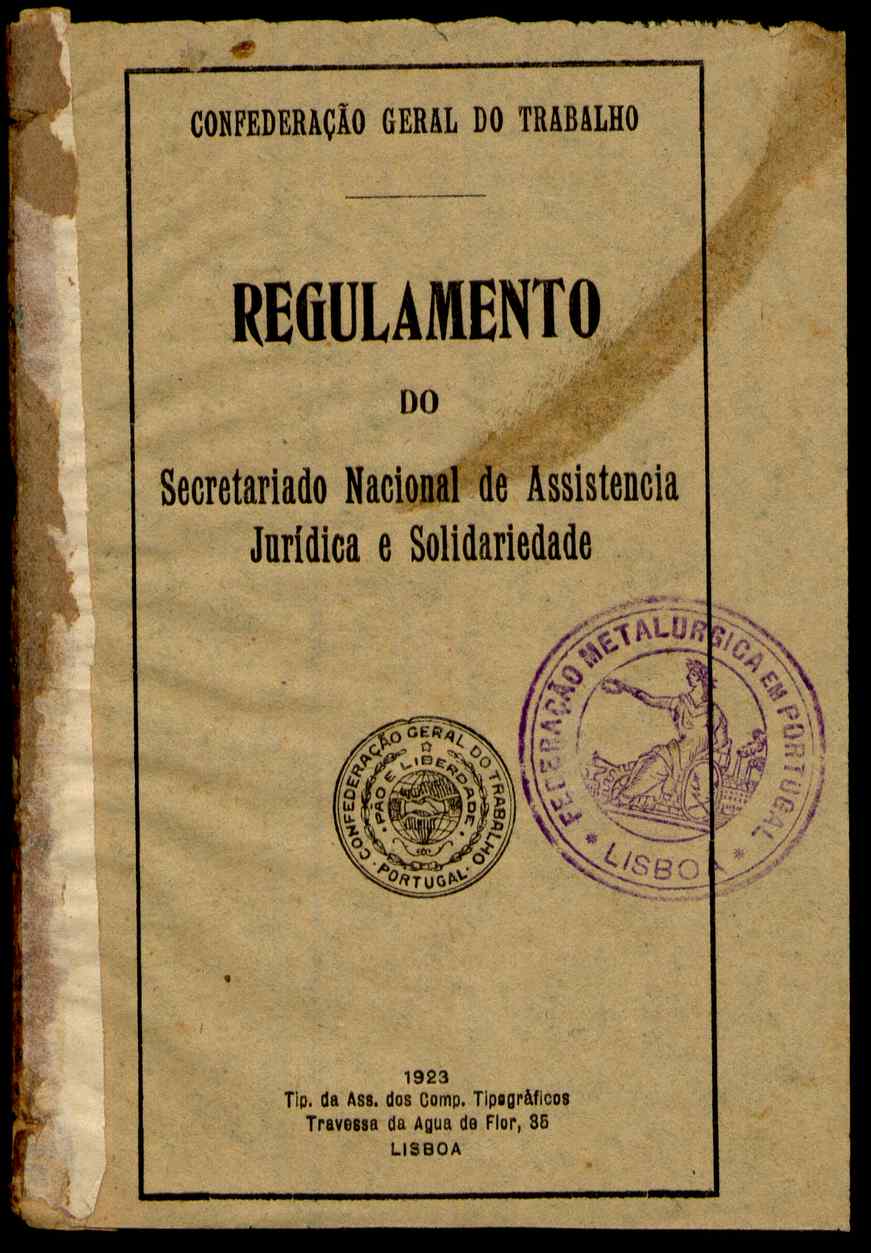 CONFEDERAÇÃO GERAL DO TRABALHO
REGULAMENTO
DO
Secretariado Nacional de Assistencia
Jurídica e Solidariedade
FEDERAÇÃO METALURGICA EM PORTUGAL
* LISBOA *
CONFEDERAÇÃO GERAL DO TRABALHO
PÃO E LIBERDADE
PORTUGAL
1923
Tip. da Ass. dos Comp. Tipográficos
Travessa da Agua de Flor, 35
LISBOA